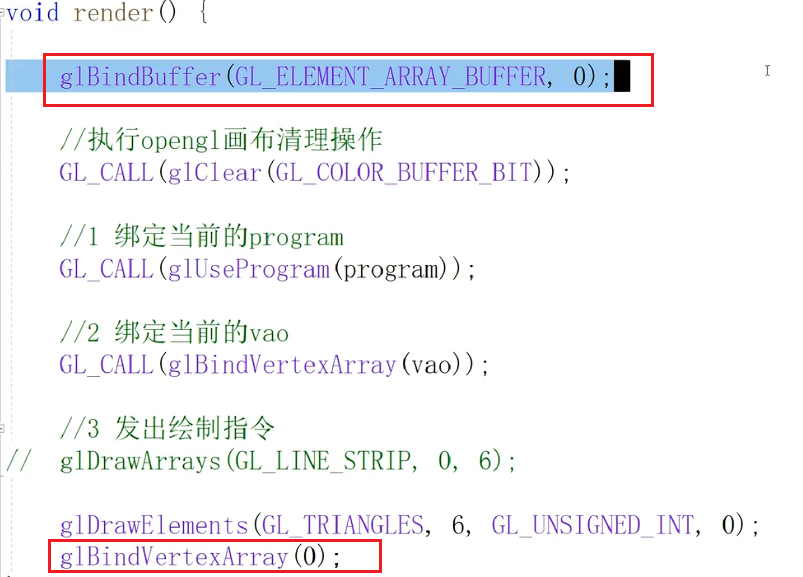 void render() {
glBindBuffer(GL_ELEMENT_ARRAY_BUFFER, 0);
//执行opengl画布清理操作
GL_CALL(glClear(GL_COLOR_BUFFER_BIT));
//1 绑定当前的program
GL_CALL(glUseProgram(program));
//2 绑定当前的vao
GL_CALL(glBindVertexArray(vao));
//3 发出绘制指令
// glDrawArrays(GL_LINE_STRIP, 0, 6);
glDrawElements(GL_TRIANGLES, 6, GL_UNSIGNED_INT, 0);
glBindVertexArray(0);